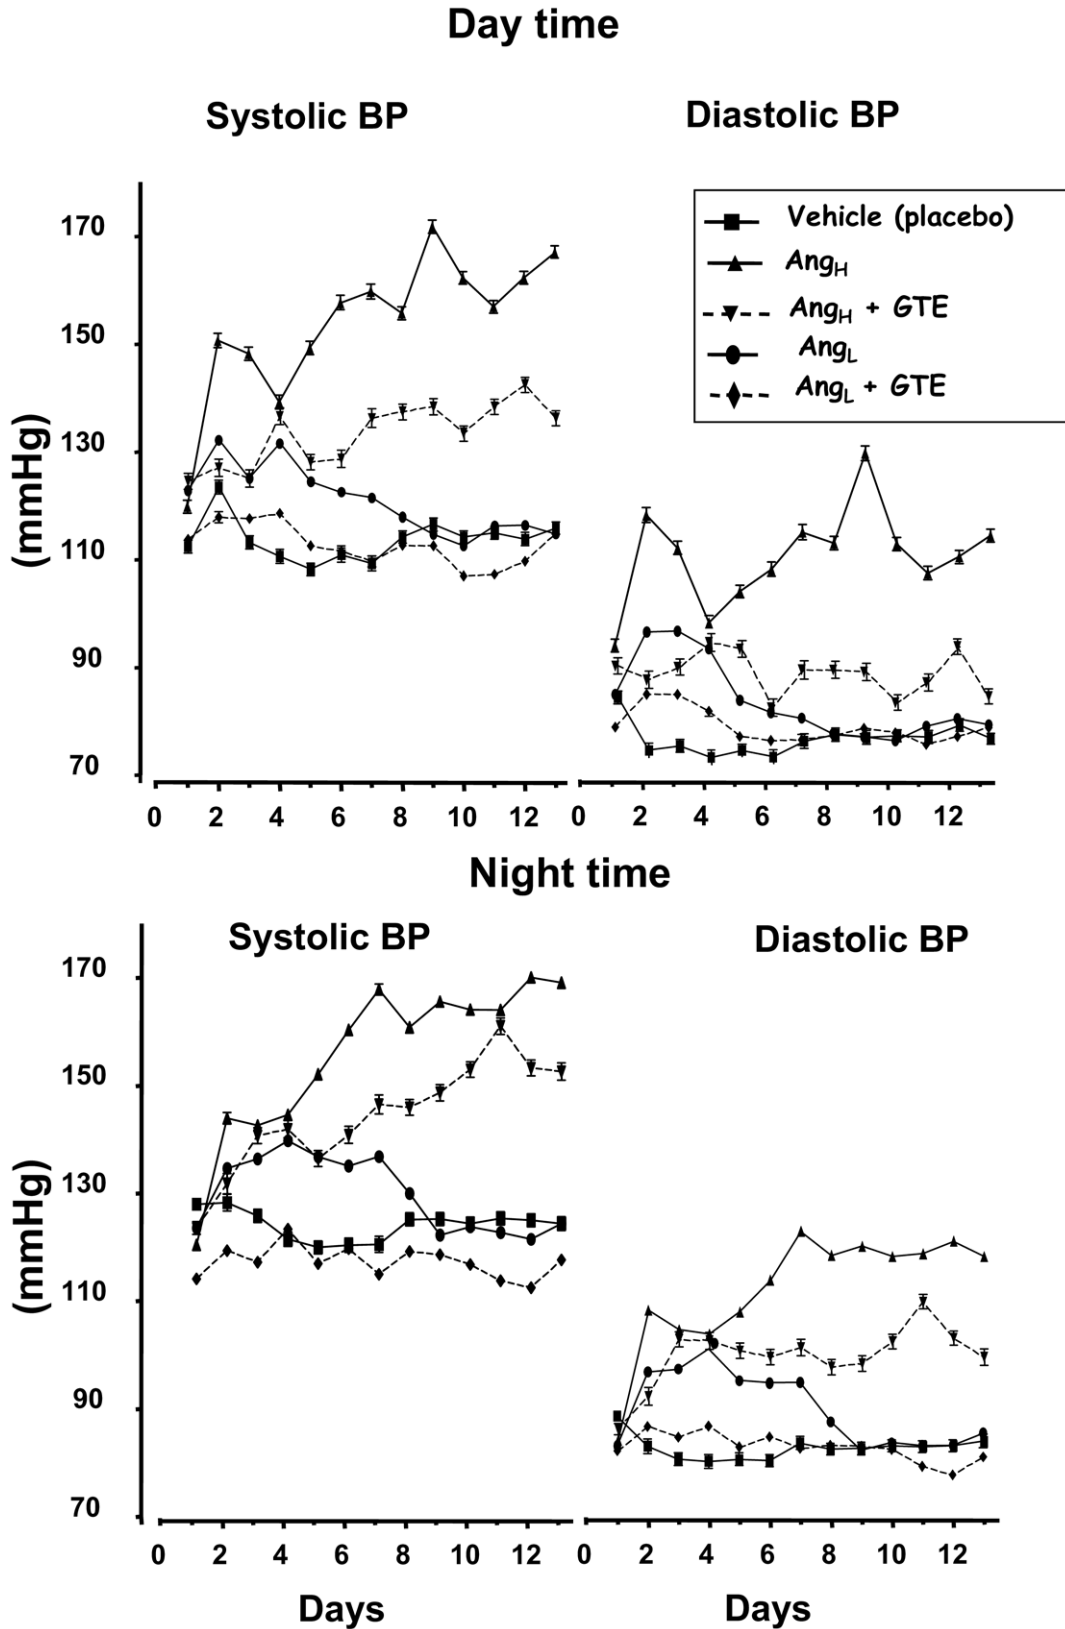 Day time
Systolic BP
Diastolic BP
Vehicle (placebo)
AngH
AngH + GTE
AngL
AngL + GTE
(mmHg)
170
150
130
110
90
70
0 2 4 6 8 10 12
0 2 4 6 8 10 12
Night time
Systolic BP
Diastolic BP
(mmHg)
170
150
130
110
90
70
0 2 4 6 8 10 12
0 2 4 6 8 10 12
Days
Days